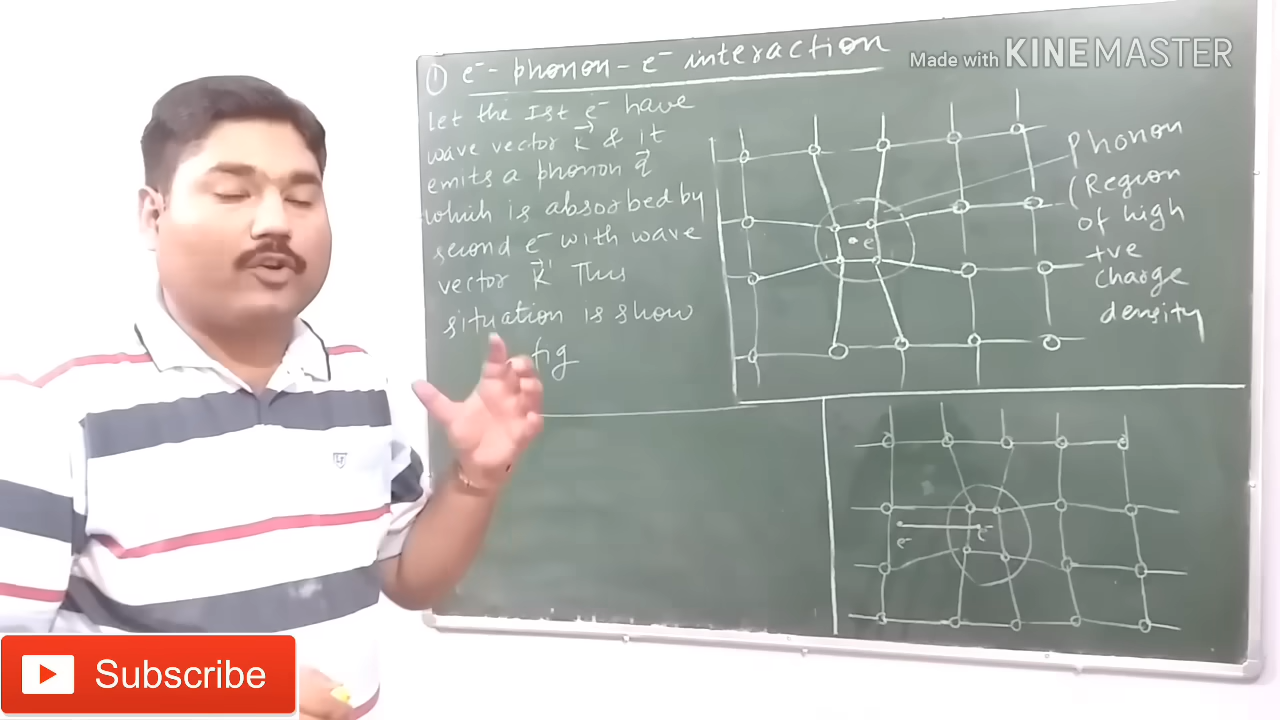 ① e⁻ - phonon - e⁻ interaction
Let the Ist e⁻ have
wave vector K⃗ & it
emits a phonon q⃗
which is absorbed by
second e⁻ with wave
vector K⃗' This
situation is show
fig
Phonon
(Region
of high
+ve
charge
density
e
e⁻
e⁻
Made with KINEMASTER
Subscribe